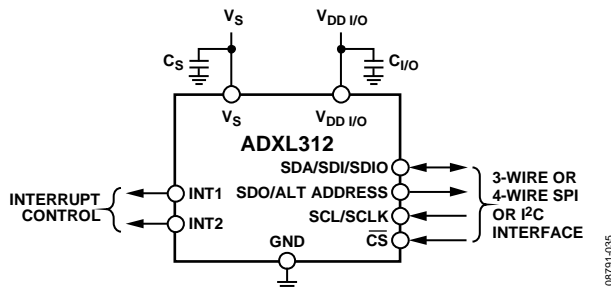 VS
VDD I/O
CS
CI/O
VS
VDD I/O
ADXL312
SDA/SDI/SDIO
SDO/ALT ADDRESS
SCL/SCLK
CS
INT1
INT2
GND
INTERRUPT
CONTROL
3-WIRE OR
4-WIRE SPI
OR I2C
INTERFACE
08791-035